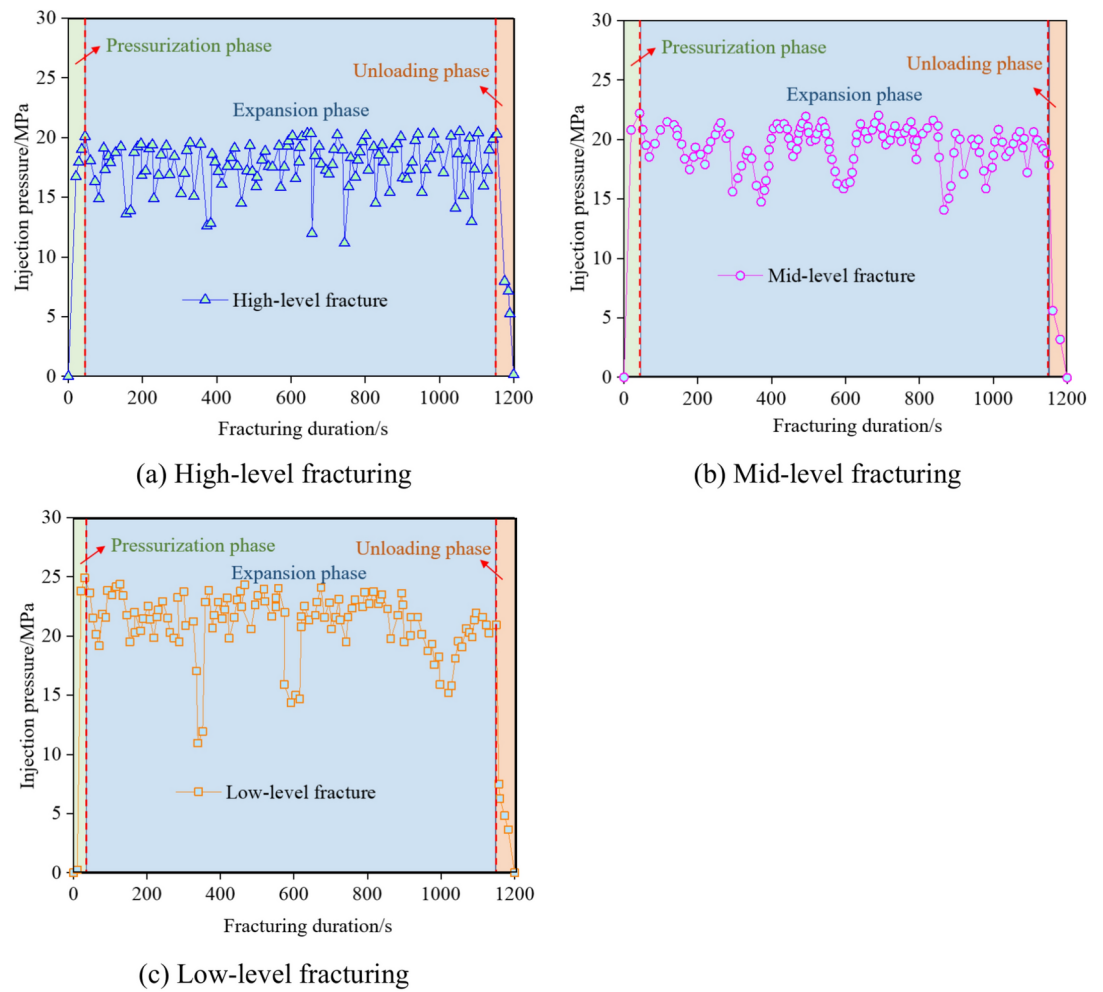 30
25
20
15
10
5
0
Injection pressure/MPa
Pressurization phase
Unloading phase
Expansion phase
High-level fracture
0 200 400 600 800 1000 1200
Fracturing duration/s
(a) High-level fracturing
30
25
20
15
10
5
0
Injection pressure/MPa
Pressurization phase
Unloading phase
Expansion phase
Mid-level fracture
0 200 400 600 800 1000 1200
Fracturing duration/s
(b) Mid-level fracturing
30
25
20
15
10
5
0
Injection pressure/MPa
Pressurization phase
Unloading phase
Expansion phase
Low-level fracture
0 200 400 600 800 1000 1200
Fracturing duration/s
(c) Low-level fracturing